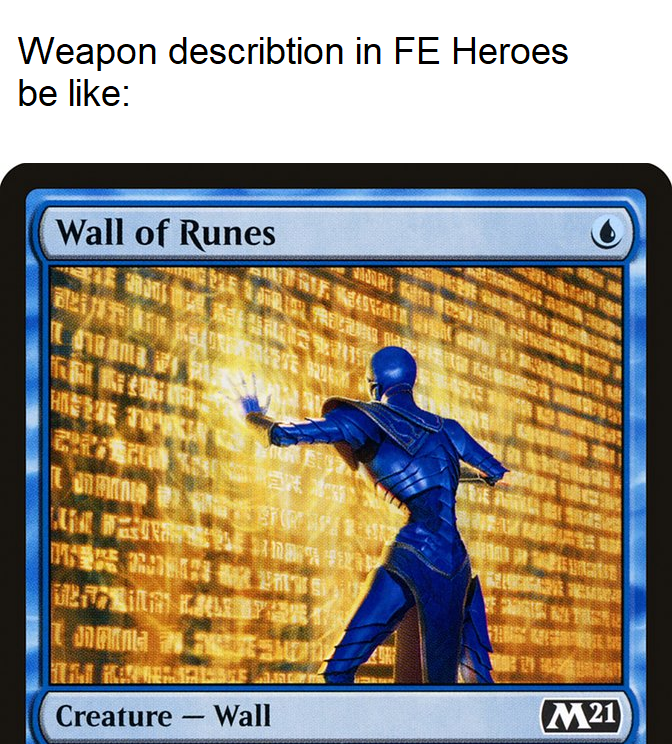 Weapon describtion in FE Heroes
be like:
Wall of Runes
Creature — Wall
M21